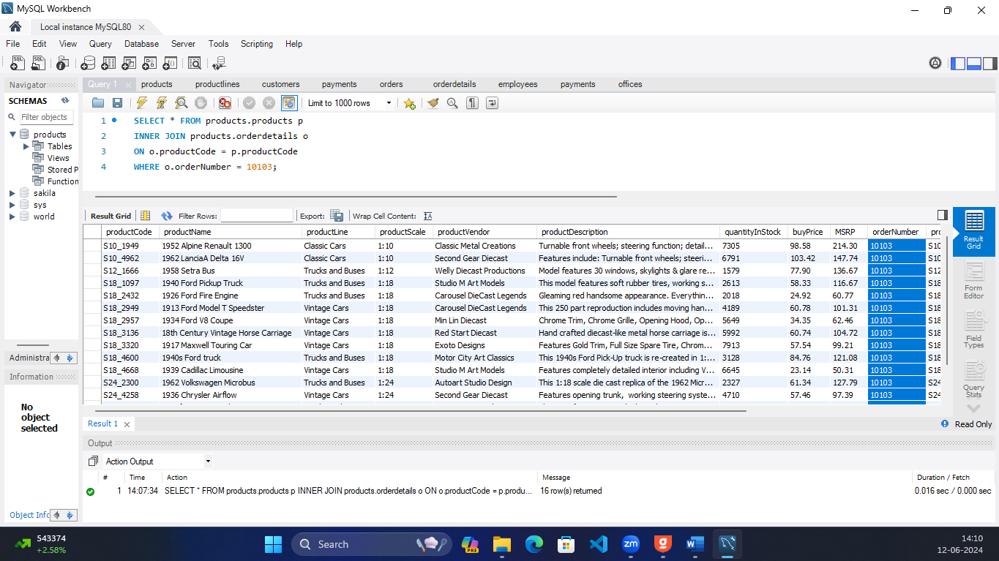 MySQL Workbench
Local instance MySQL80
File Edit View Query Database Server Tools Scripting Help
Navigator
SCHEMAS
Filter objects
products
Tables
Views
Stored P
Function
sakila
sys
world
Administra
Information
No
object
selected
Object Infc
Query 1 products productlines customers payments orders orderdetails employees payments offices
Limit to 1000 rows
1 SELECT * FROM products.products p
2 INNER JOIN products.orderdetails o
3 ON o.productCode = p.productCode
4 WHERE o.orderNumber = 10103;
Result Grid Filter Rows: Export: Wrap Cell Content:
productCode productName productLine productScale productVendor productDescription quantityInStock buyPrice MSRP orderNumber pro
S10_1949 1952 Alpine Renault 1300 Classic Cars 1:10 Classic Metal Creations Turnable front wheels; steering function; detail... 7305 98.58 214.30 10103 S10
S10_4962 1962 LanciaA Delta 16V Classic Cars 1:10 Second Gear Diecast Features include: Turnable front wheels; steeri... 6791 103.42 147.74 10103 S10
S12_1666 1958 Setra Bus Trucks and Buses 1:12 Welly Diecast Productions Model features 30 windows, skylights & glare re... 1579 77.90 136.67 10103 S12
S18_1097 1940 Ford Pickup Truck Trucks and Buses 1:18 Studio M Art Models This model features soft rubber tires, working s... 2613 58.33 116.67 10103 S18
S18_2432 1926 Ford Fire Engine Trucks and Buses 1:18 Carousel DieCast Legends Gleaming red handsome appearance. Everythin... 2018 24.92 60.77 10103 S18
S18_2949 1913 Ford Model T Speedster Vintage Cars 1:18 Carousel DieCast Legends This 250 part reproduction includes moving han... 4189 60.78 101.31 10103 S18
S18_2957 1934 Ford V8 Coupe Vintage Cars 1:18 Min Lin Diecast Chrome Trim, Chrome Grille, Opening Hood, Op... 5649 34.35 62.46 10103 S18
S18_3136 18th Century Vintage Horse Carriage Vintage Cars 1:18 Red Start Diecast Hand crafted diecast-like metal horse carriage is... 5992 60.74 104.72 10103 S18
S18_3320 1917 Maxwell Touring Car Vintage Cars 1:18 Exoto Designs Features Gold Trim, Full Size Spare Tire, Chrom... 7913 57.54 99.21 10103 S18
S18_4600 1940s Ford truck Trucks and Buses 1:18 Motor City Art Classics This 1940s Ford Pick-Up truck is re-created in 1:... 3128 84.76 121.08 10103 S18
S18_4668 1939 Cadillac Limousine Vintage Cars 1:18 Studio M Art Models Features completely detailed interior including V... 6645 23.14 50.31 10103 S18
S24_2300 1962 Volkswagen Microbus Trucks and Buses 1:24 Autoart Studio Design This 1:18 scale die cast replica of the 1962 Micr... 2327 61.34 127.79 10103 S24
S24_4258 1936 Chrysler Airflow Vintage Cars 1:24 Second Gear Diecast Features opening trunk, working steering syste... 4710 57.46 97.39 10103 S24
Result
Grid
Form
Editor
Field
Types
Query
Stats
Result 1
Read Only
Output
Action Output
# Time Action Message Duration / Fetch
1 14:07:34 SELECT * FROM products.products p INNER JOIN products.orderdetails o ON o.productCode = p.produ... 16 row(s) returned 0.016 sec / 0.000 sec
543374
+2.58%
Search
PRE
zm
14:10
12-06-2024